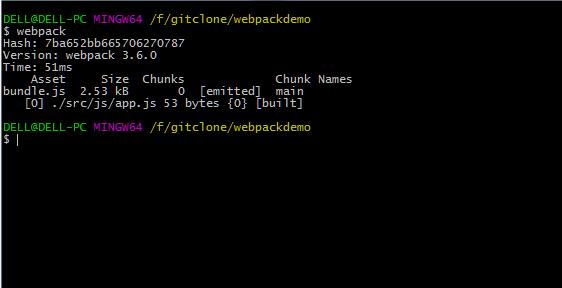 DELL@DELL-PC MINGW64 /f/gitclone/webpackdemo
$ webpack
Hash: 7ba652bb665706270787
Version: webpack 3.6.0
Time: 51ms
    Asset     Size  Chunks             Chunk Names
bundle.js  2.53 kB       0  [emitted]  main
   [0] ./src/js/app.js 53 bytes {0} [built]
DELL@DELL-PC MINGW64 /f/gitclone/webpackdemo
$